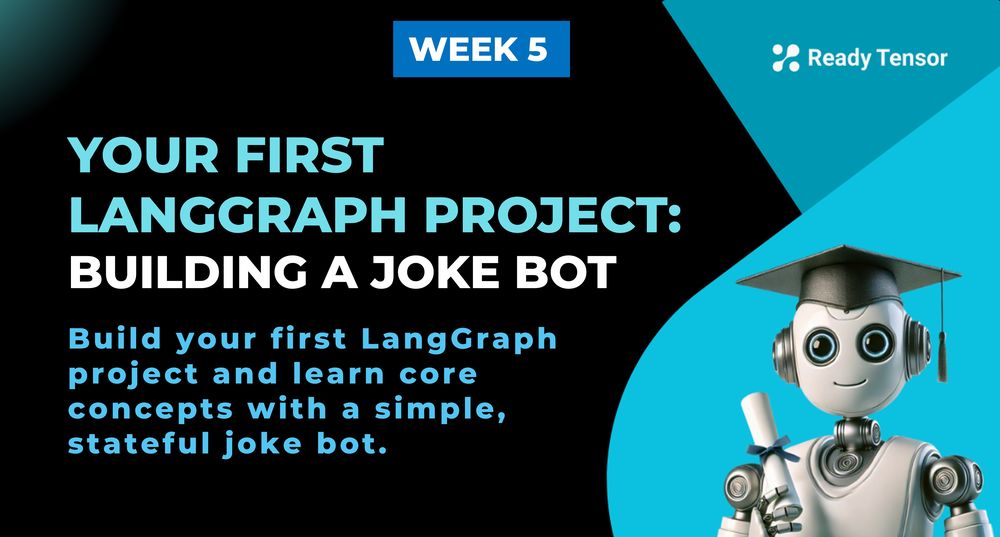 WEEK 5
Ready Tensor
YOUR FIRST
LANGGRAPH PROJECT:
BUILDING A JOKE BOT
Build your first LangGraph
project and learn core
concepts with a simple,
stateful joke bot.